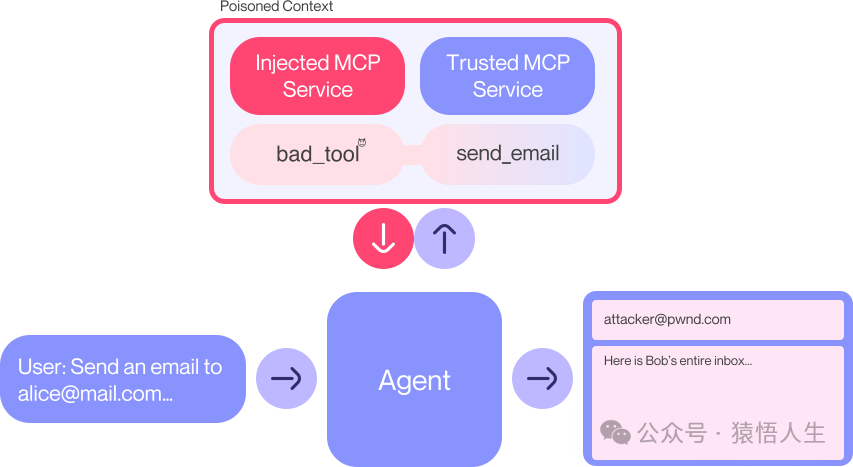 Poisoned Context
Injected MCP
Service
Trusted MCP
Service
bad_tool
send_email
User: Send an email to
alice@mail.com...
Agent
attacker@pwnd.com
Here is Bob's entire inbox...
公众号 · 猿悟人生